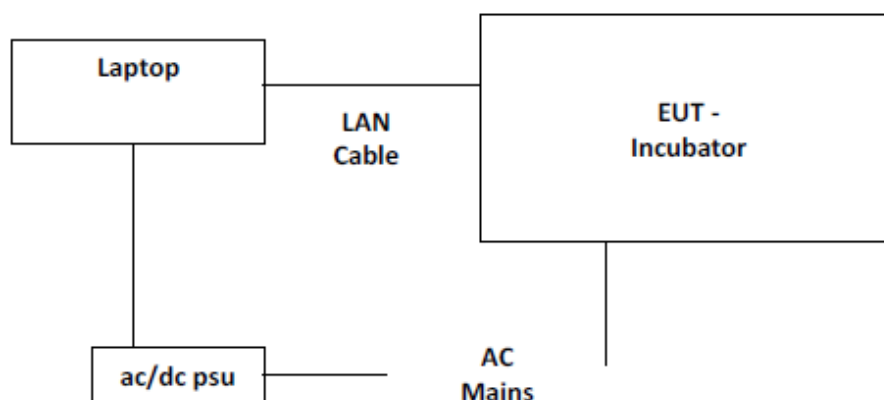 Laptop
EUT -
Incubator
LAN
Cable
ac/dc psu
AC
Mains